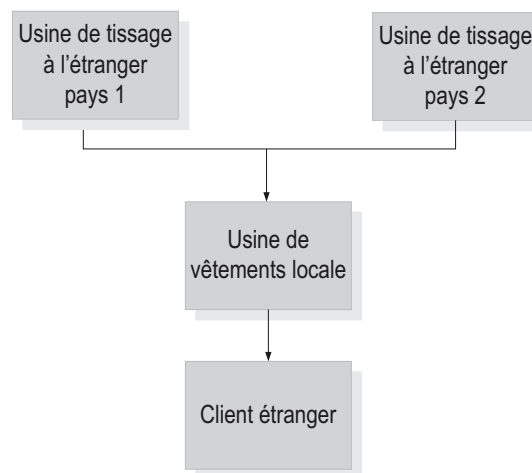 Usine de tissage
à l’étranger
pays 1
Usine de tissage
à l’étranger
pays 2
Usine de
vêtements locale
Client étranger